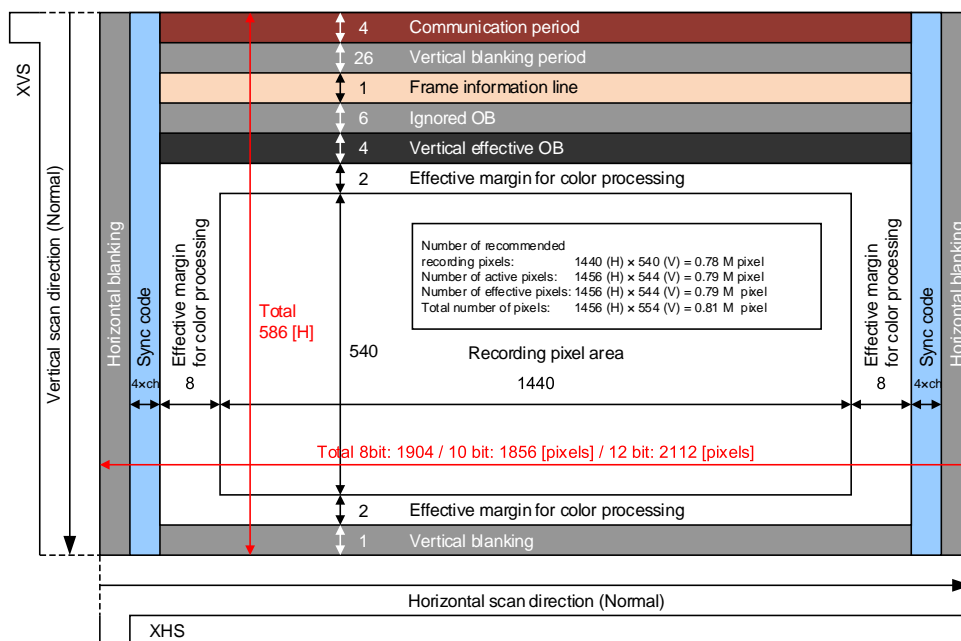 XVS
4 Communication period
26 Vertical blanking period
1 Frame information line
6 Ignored OB
4 Vertical effective OB
2 Effective margin for color processing
Vertical scan direction (Normal)
Horizontal blanking
Sync code
4×ch
Effective margin
for color processing
8
Total
586 [H]
540
Number of recommended
recording pixels: 1440 (H) × 540 (V) = 0.78 M pixel
Number of active pixels: 1456 (H) × 544 (V) = 0.79 M pixel
Number of effective pixels: 1456 (H) × 544 (V) = 0.79 M pixel
Total number of pixels: 1456 (H) × 554 (V) = 0.81 M pixel
Recording pixel area
1440
Effective margin
for color processing
8
Sync code
4×ch
Horizontal blanking
Total 8bit: 1904 / 10 bit: 1856 [pixels] / 12 bit: 2112 [pixels]
2 Effective margin for color processing
1 Vertical blanking
Horizontal scan direction (Normal)
XHS